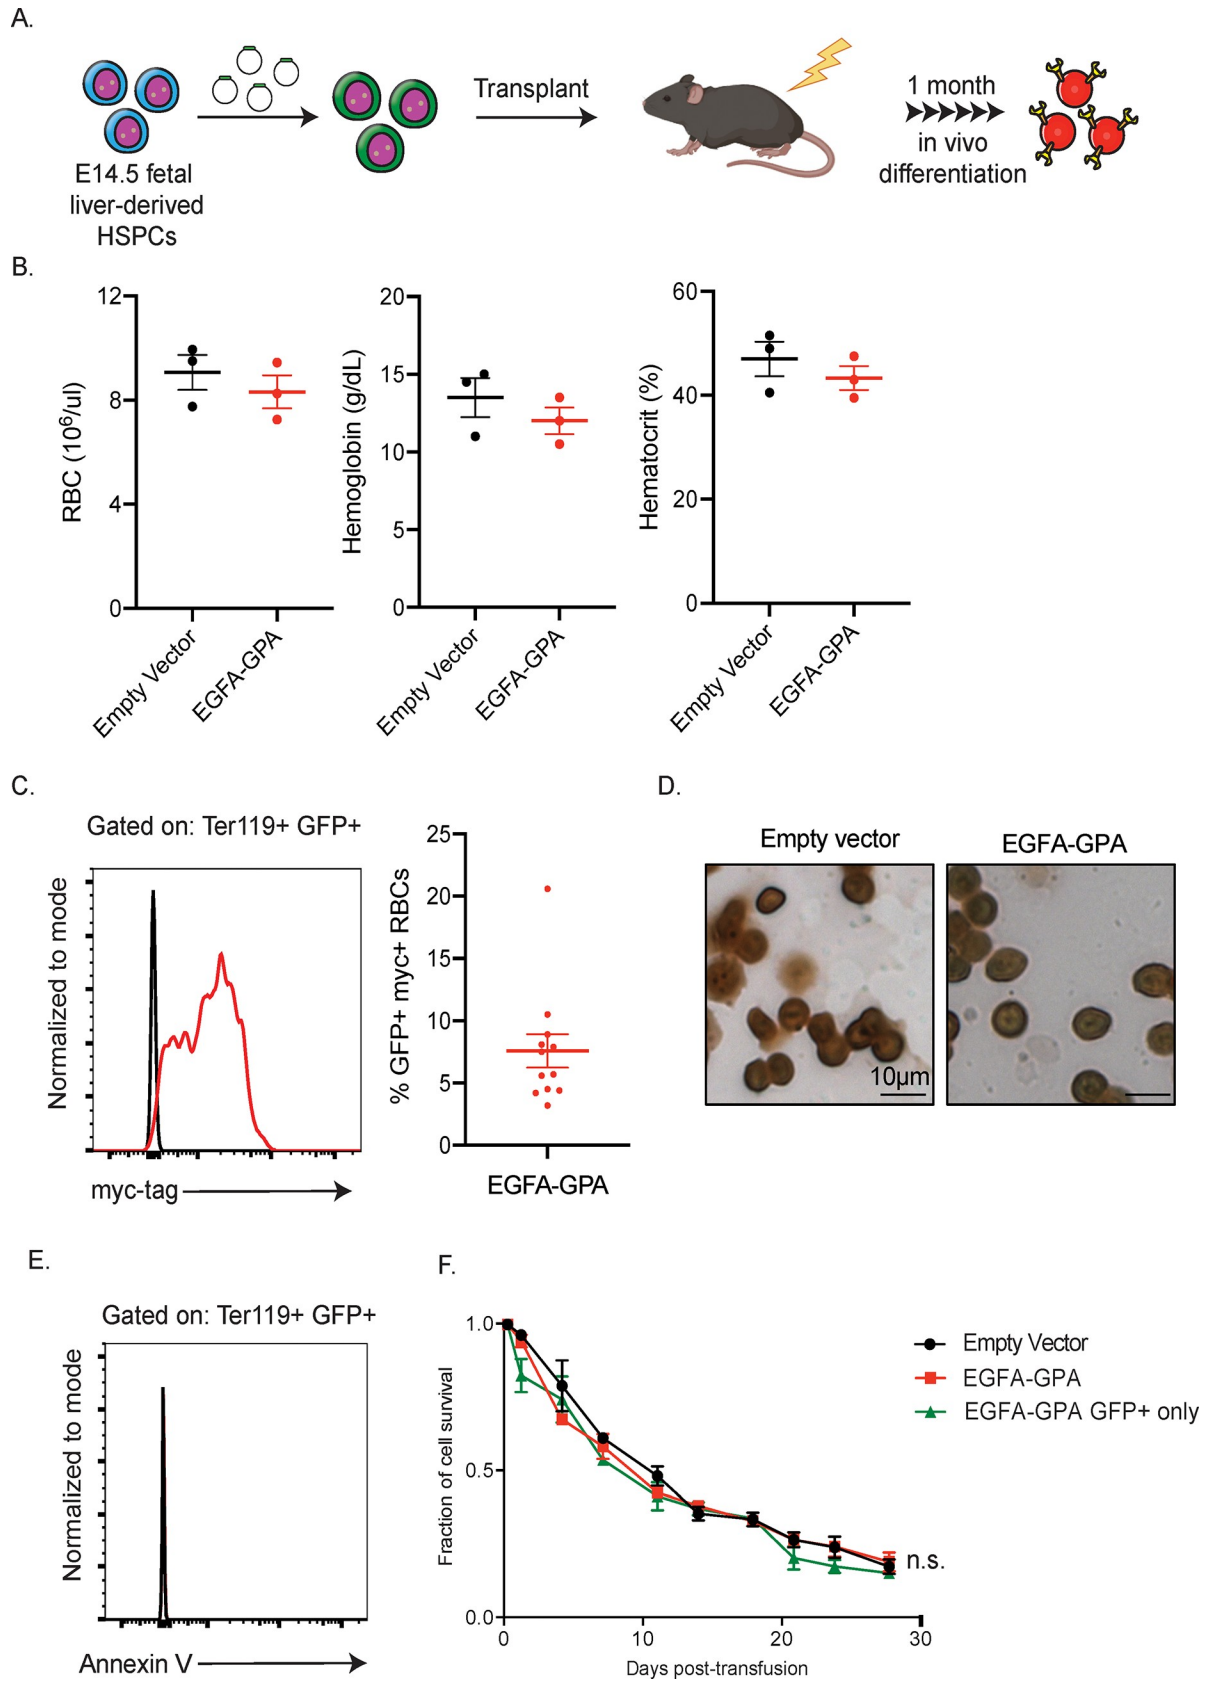 A.
E14.5 fetal
liver-derived
HSPCs
Transplant
1 month
in vivo
differentiation
B.
12
8
4
0
RBC (10⁶/ul)
Empty Vector
EGFA-GPA
20
15
10
5
0
Hemoglobin (g/dL)
Empty Vector
EGFA-GPA
60
40
20
0
Hematocrit (%)
Empty Vector
EGFA-GPA
C.
Gated on: Ter119+ GFP+
Normalized to mode
myc-tag
25
20
15
10
5
0
% GFP+ myc+ RBCs
EGFA-GPA
D.
Empty vector
EGFA-GPA
10µm
E.
Gated on: Ter119+ GFP+
Normalized to mode
Annexin V
F.
1.0
0.5
0.0
Fraction of cell survival
0
10
20
30
Days post-transfusion
n.s.
Empty Vector
EGFA-GPA
EGFA-GPA GFP+ only